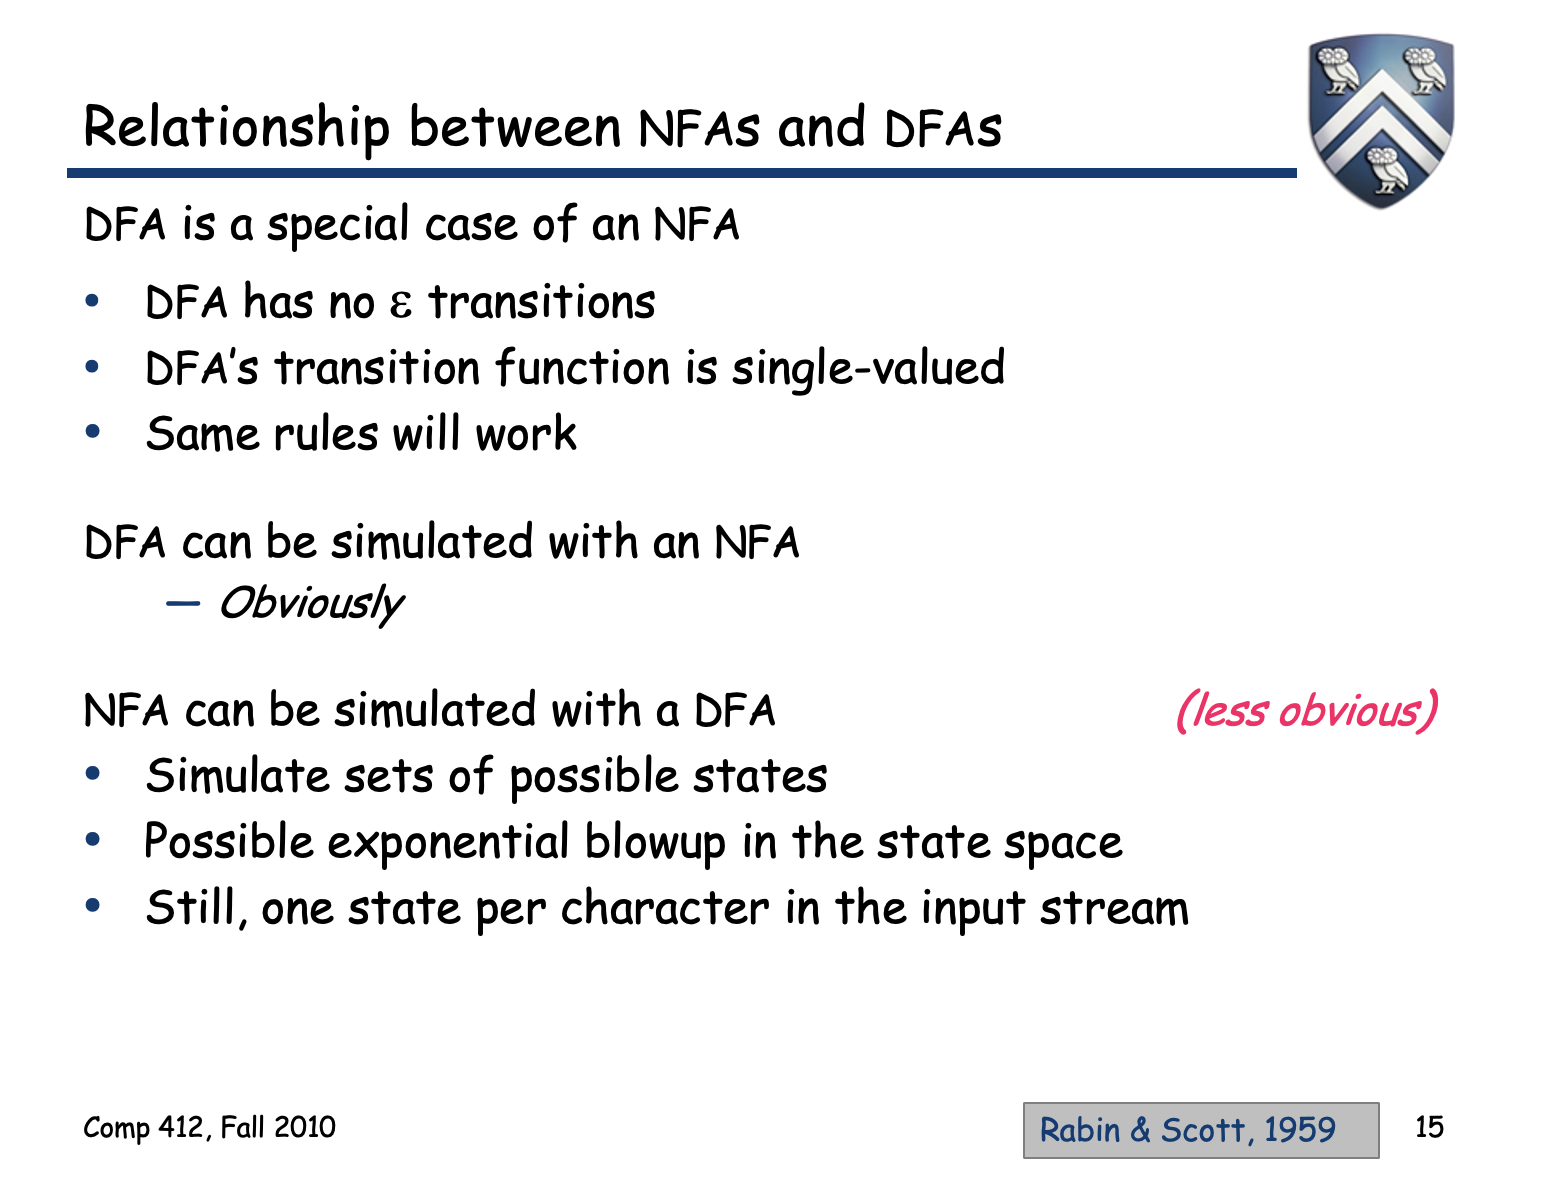 Relationship between NFAs and DFAs
DFA is a special case of an NFA
• DFA has no ε transitions
• DFA’s transition function is single-valued
• Same rules will work
DFA can be simulated with an NFA
— Obviously
NFA can be simulated with a DFA (less obvious)
• Simulate sets of possible states
• Possible exponential blowup in the state space
• Still, one state per character in the input stream
Comp 412, Fall 2010 Rabin & Scott, 1959 15